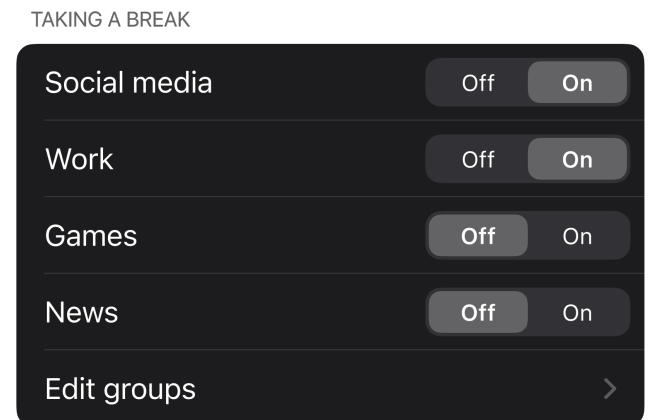 TAKING A BREAK
Social media Off On
Work Off On
Games Off On
News Off On
Edit groups